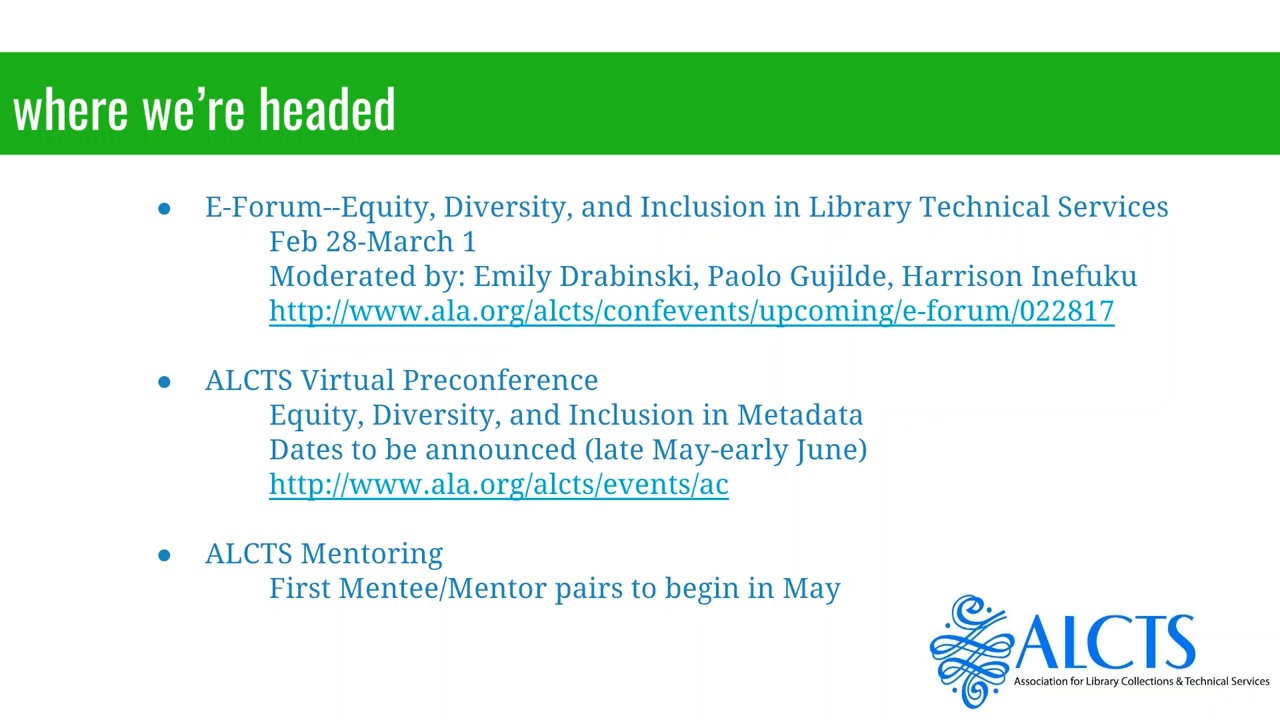 where we’re headed
● E-Forum--Equity, Diversity, and Inclusion in Library Technical Services
Feb 28-March 1
Moderated by: Emily Drabinski, Paolo Gujilde, Harrison Inefuku
http://www.ala.org/alcts/confevents/upcoming/e-forum/022817
● ALCTS Virtual Preconference
Equity, Diversity, and Inclusion in Metadata
Dates to be announced (late May-early June)
http://www.ala.org/alcts/events/ac
● ALCTS Mentoring
First Mentee/Mentor pairs to begin in May
ALCTS
Association for Library Collections & Technical Services